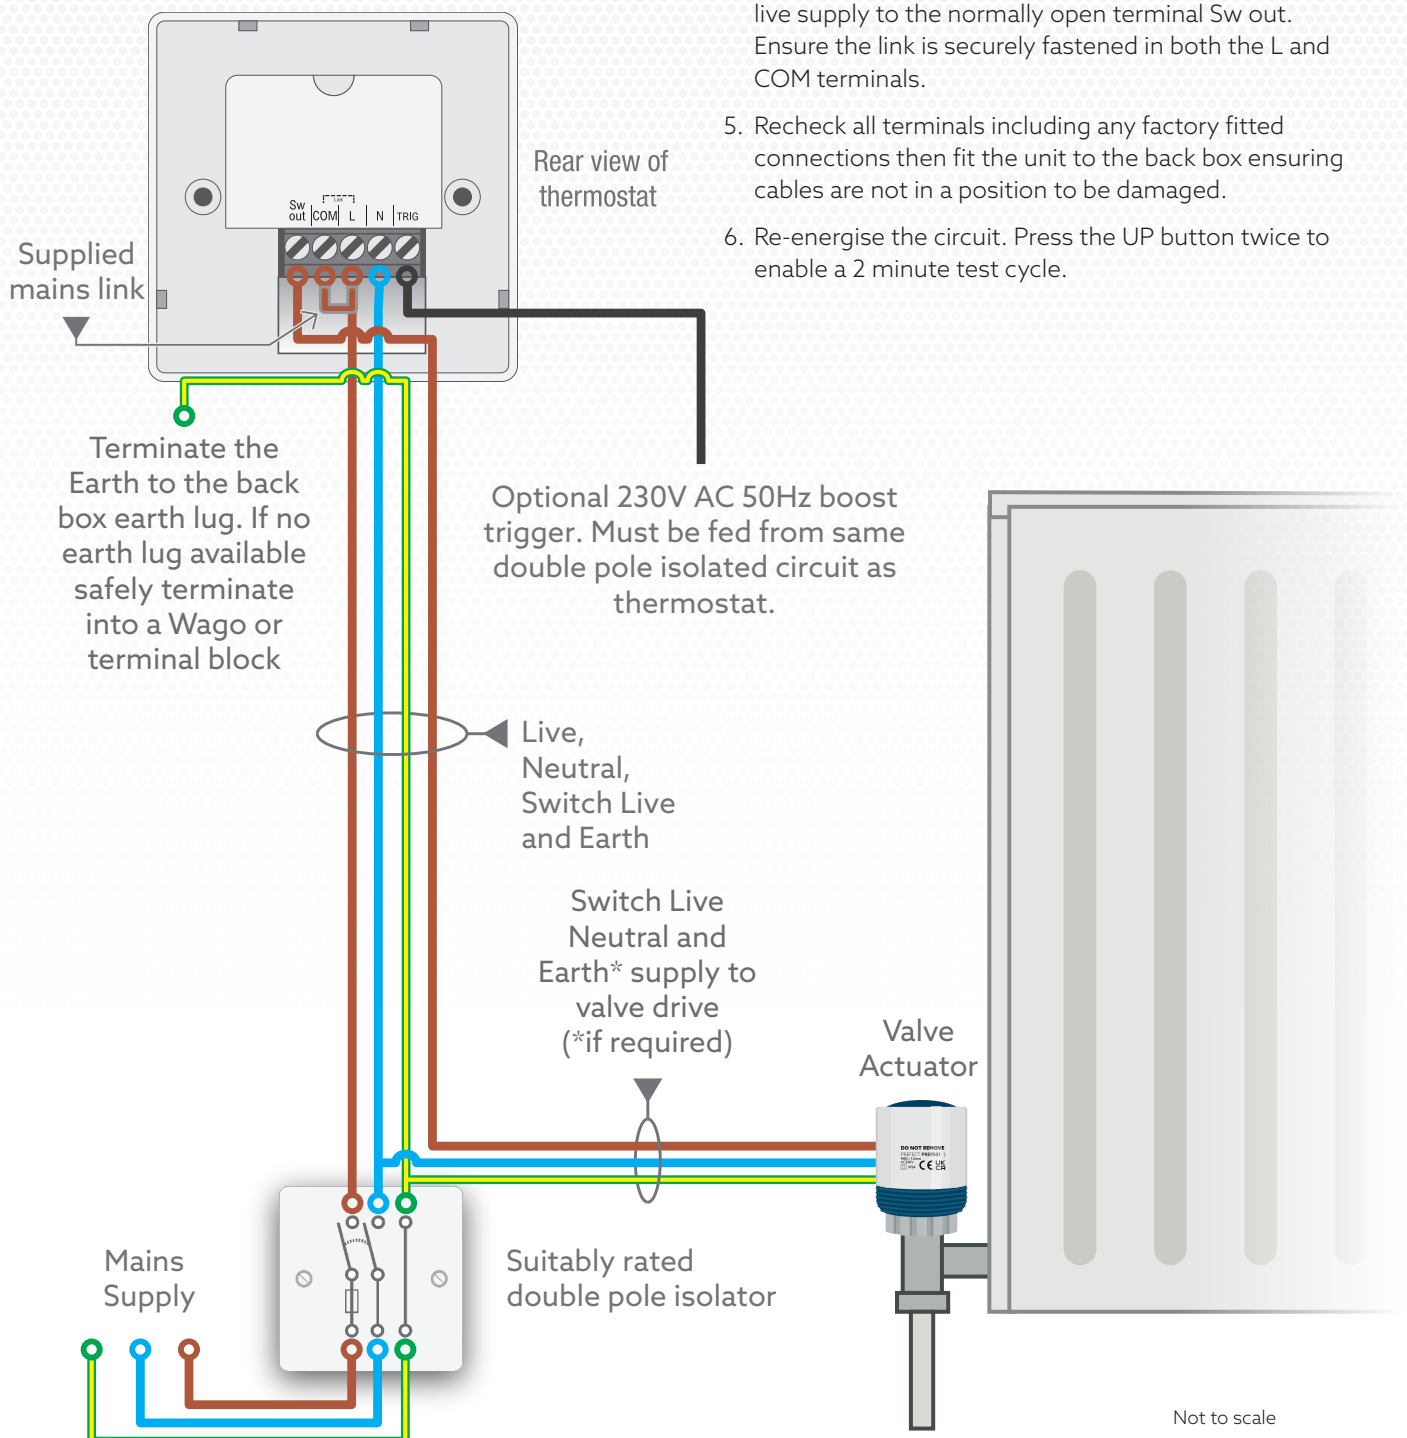 live supply to the normally open terminal Sw out.
Ensure the link is securely fastened in both the L and
COM terminals.
5. Recheck all terminals including any factory fitted
connections then fit the unit to the back box ensuring
cables are not in a position to be damaged.
6. Re-energise the circuit. Press the UP button twice to
enable a 2 minute test cycle.
Rear view of
thermostat
Link
Sw
out COM L N TRIG
Supplied
mains link
Terminate the
Earth to the back
box earth lug. If no
earth lug available
safely terminate
into a Wago or
terminal block
Optional 230V AC 50Hz boost
trigger. Must be fed from same
double pole isolated circuit as
thermostat.
Live,
Neutral,
Switch Live
and Earth
Switch Live
Neutral and
Earth* supply to
valve drive
(*if required)
Valve
Actuator
DO NOT REMOVE
PREFECT PREVS01
CE UK CA
Mains
Supply
Suitably rated
double pole isolator
Not to scale